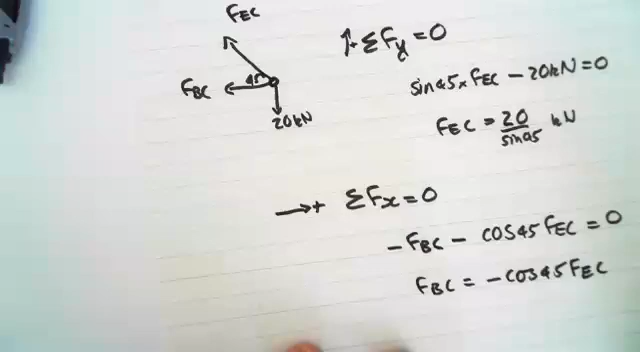 FEC
FBC 45°
20kN
↑+ ΣFy = 0
sin45 x FEC - 20kN = 0
FEC = 20/sin45 kN
→+ ΣFx = 0
-FBC - cos45 FEC = 0
FBC = -cos45 FEC